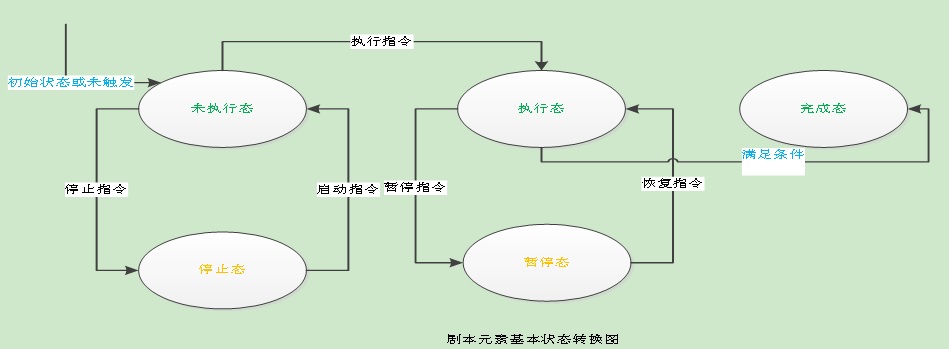 执行指令
初始状态或未触发
未执行态
执行态
完成态
满足条件
停止指令
启动指令
暂停指令
恢复指令
停止态
暂停态
剧本元素基本状态转换图